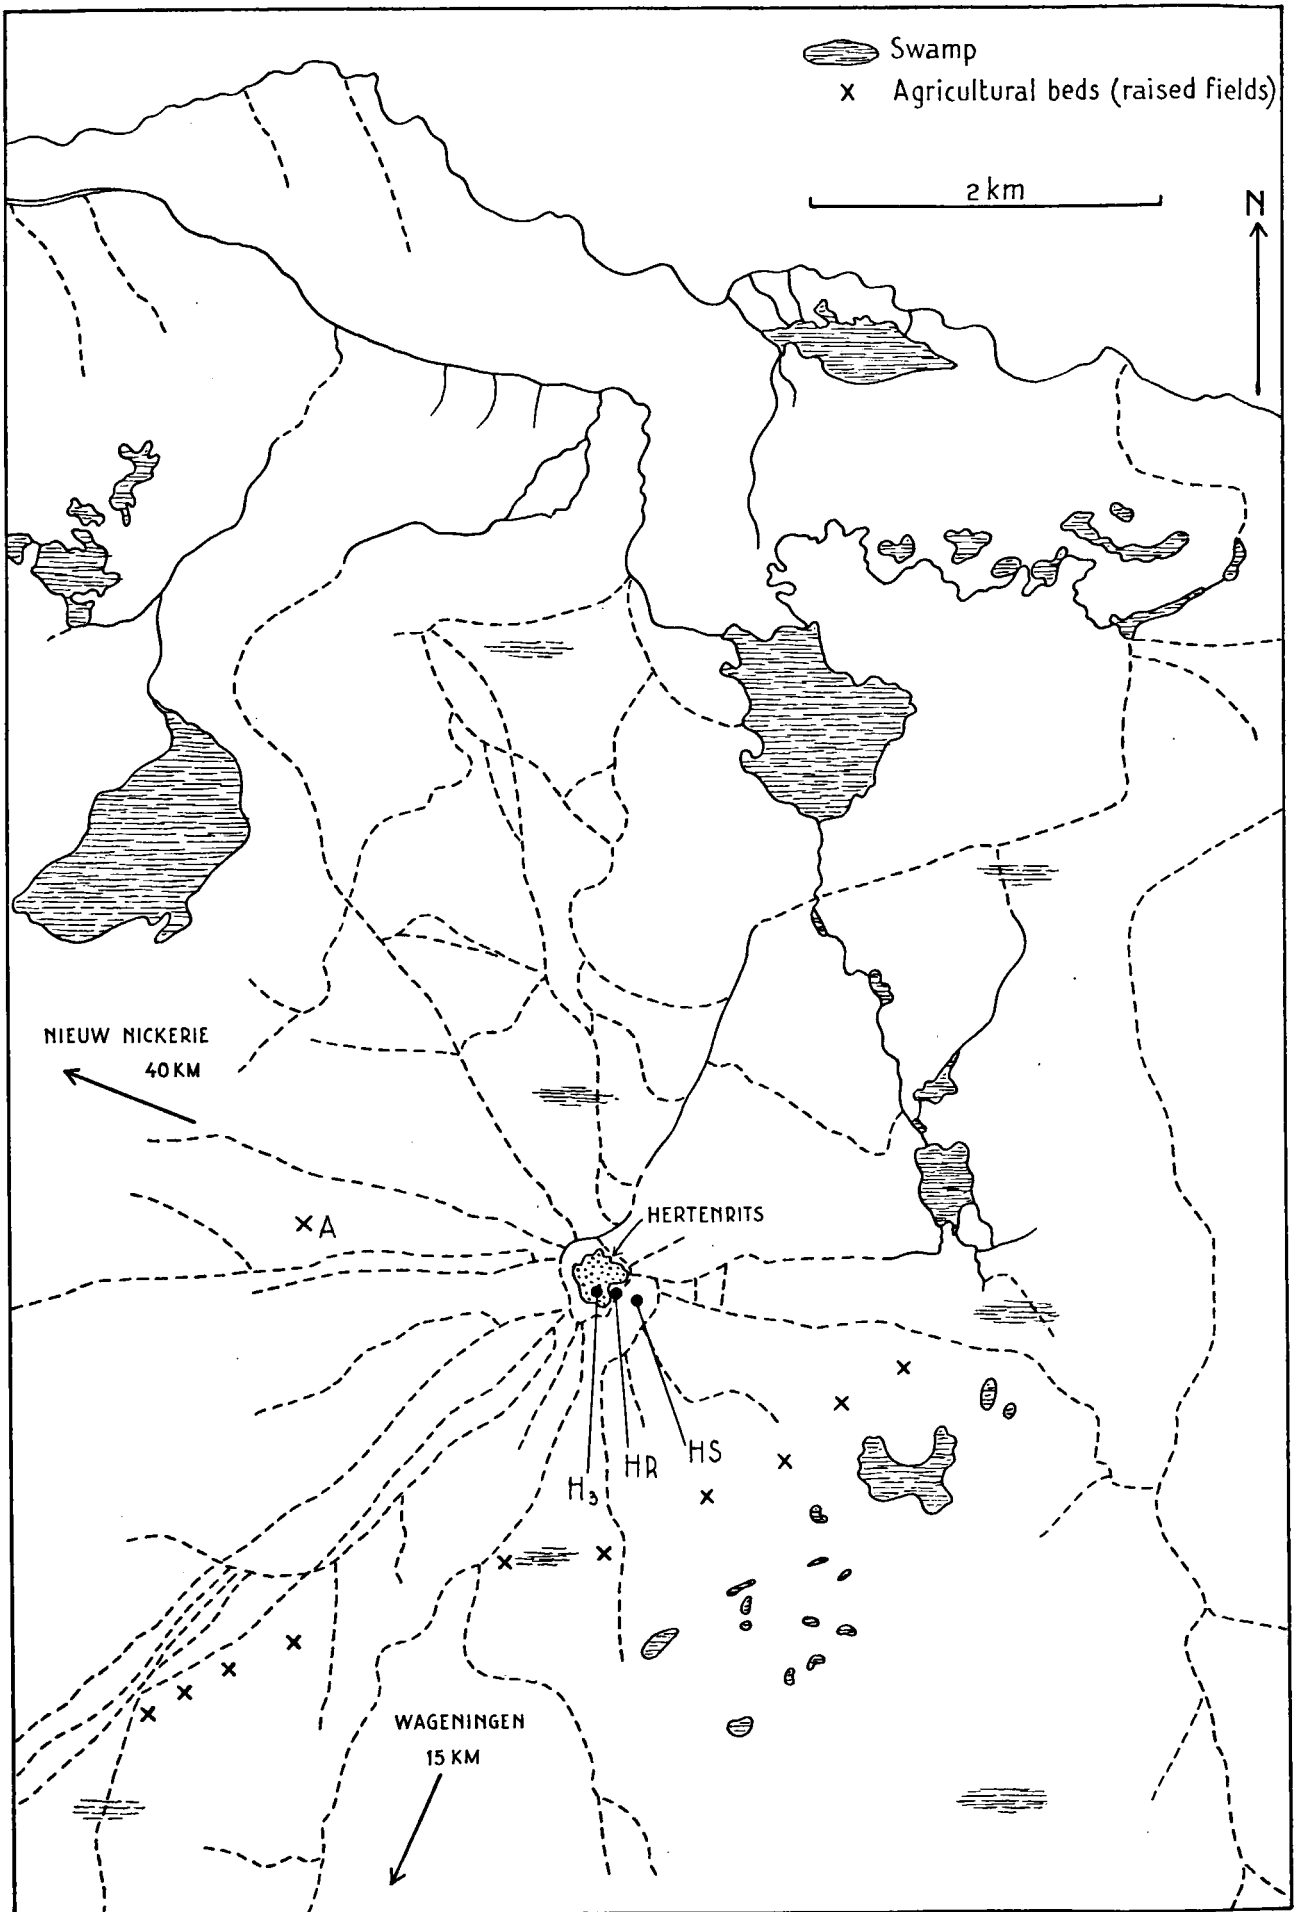 Swamp
x Agricultural beds (raised fields)
2 km
N
NIEUW NICKERIE
40 KM
A
HERTENRITS
HS
HR
H₃
WAGENINGEN
15 KM